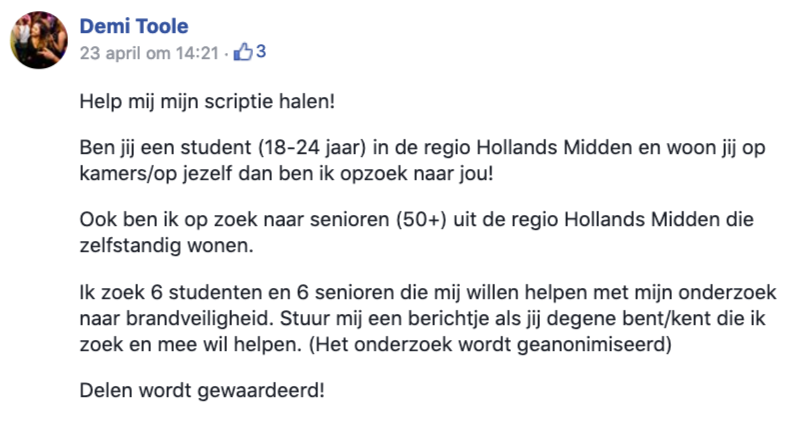 Demi Toole
23 april om 14:21 · 3
Help mij mijn scriptie halen!
Ben jij een student (18-24 jaar) in de regio Hollands Midden en woon jij op
kamers/op jezelf dan ben ik opzoek naar jou!
Ook ben ik op zoek naar senioren (50+) uit de regio Hollands Midden die
zelfstandig wonen.
Ik zoek 6 studenten en 6 senioren die mij willen helpen met mijn onderzoek
naar brandveiligheid. Stuur mij een berichtje als jij degene bent/kent die ik
zoek en mee wil helpen. (Het onderzoek wordt geanonimiseerd)
Delen wordt gewaardeerd!